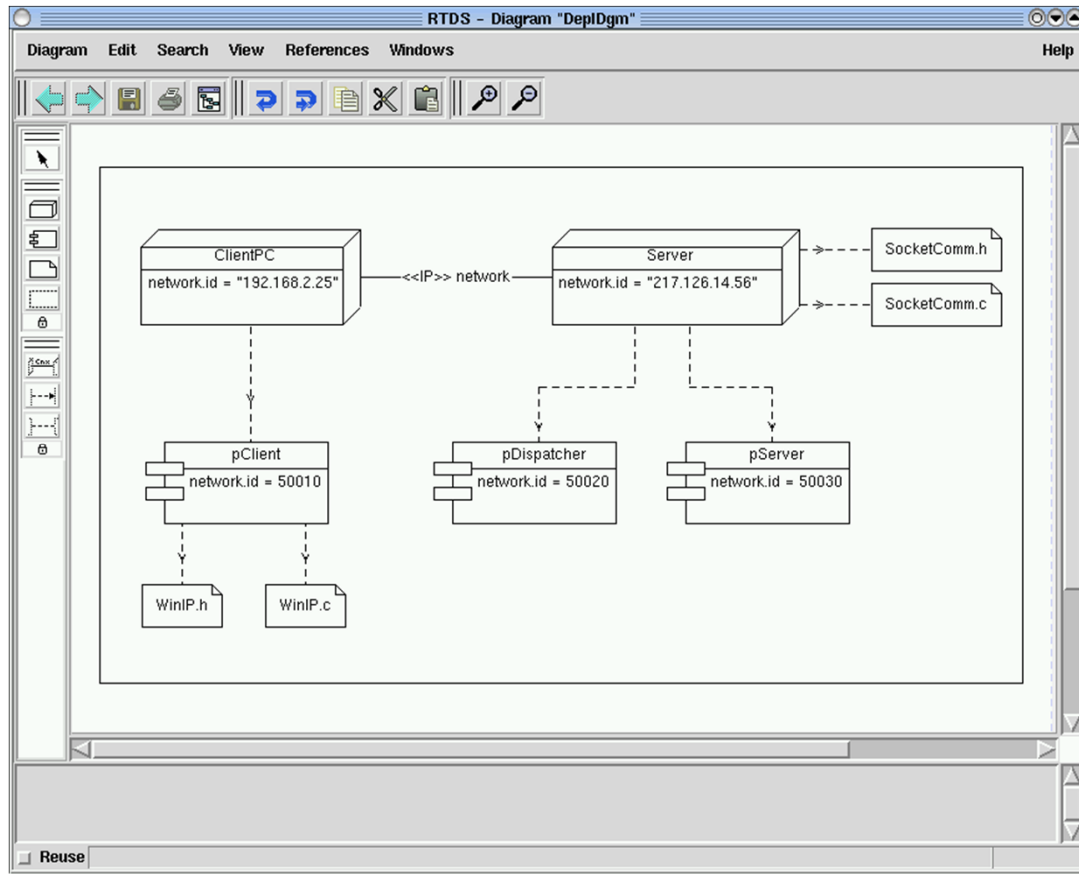 RTDS - Diagram "DeplDgm"
Diagram Edit Search View References Windows Help
ClientPC
network.id = "192.168.2.25"
<<IP>> network
Server
network.id = "217.126.14.56"
SocketComm.h
SocketComm.c
pClient
network.id = 50010
pDispatcher
network.id = 50020
pServer
network.id = 50030
WinIP.h
WinIP.c
Cnx
Reuse